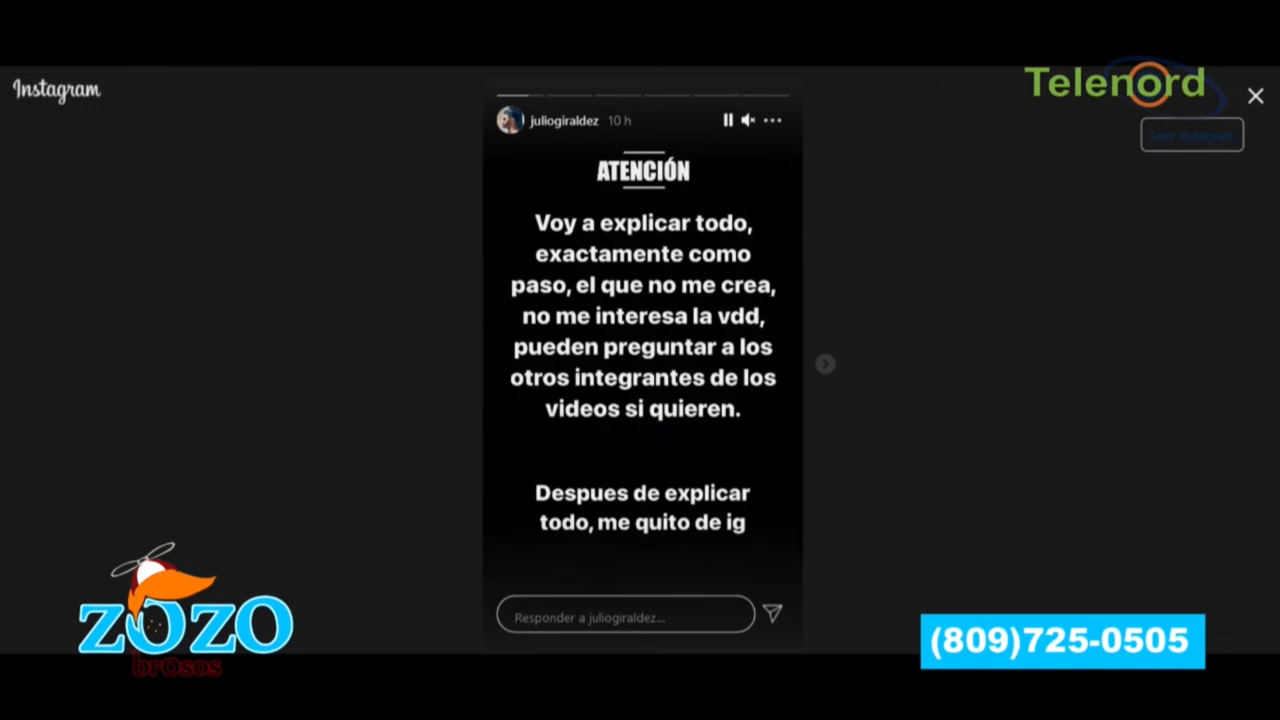 Instagram
Telenord
juliogiraldez 10 h
ATENCIÓN
Voy a explicar todo,
exactamente como
paso, el que no me crea,
no me interesa la vdd,
pueden preguntar a los
otros integrantes de los
videos si quieren.
Despues de explicar
todo, me quito de ig
Responder a juliogiraldez...
zozo
brOsos
(809)725-0505